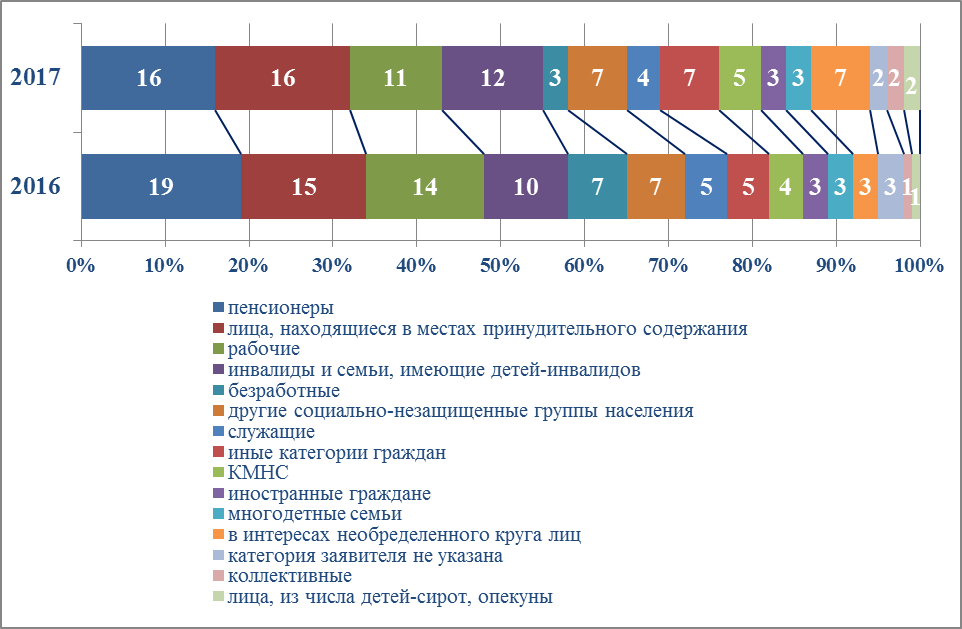 2017 16 16 11 12 3 7 4 7 5 3 3 7 2 2 2
2016 19 15 14 10 7 7 5 5 4 3 3 3 3 1 1
0% 10% 20% 30% 40% 50% 60% 70% 80% 90% 100%
пенсионеры
лица, находящиеся в местах принудительного содержания
рабочие
инвалиды и семьи, имеющие детей-инвалидов
безработные
другие социально-незащищенные группы населения
служащие
иные категории граждан
КМНС
иностранные граждане
многодетные семьи
в интересах необределенного круга лиц
категория заявителя не указана
коллективные
лица, из числа детей-сирот, опекуны